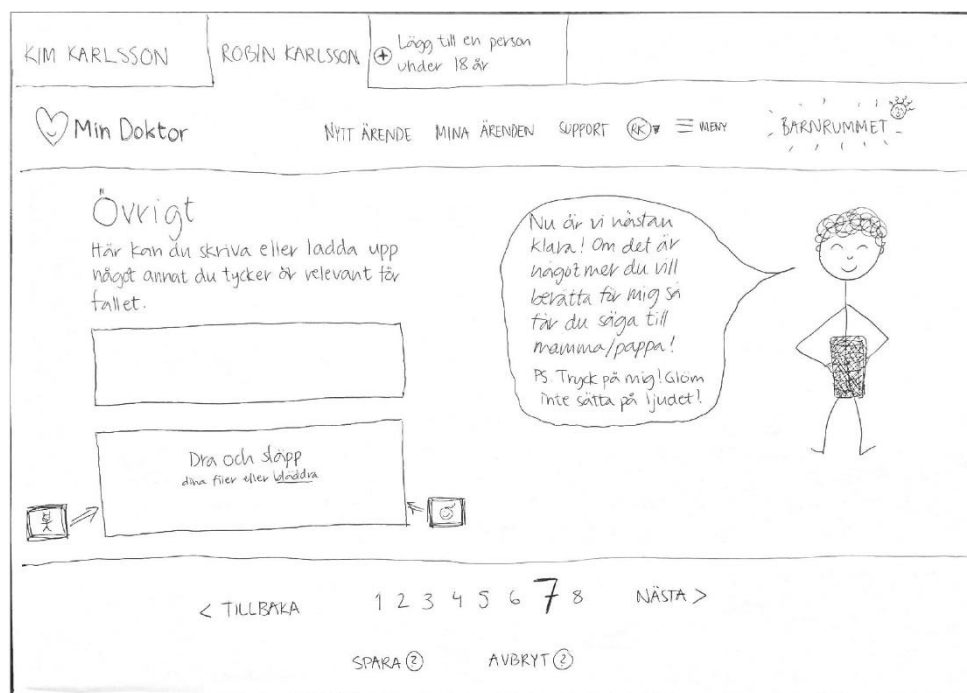 KIM KARLSSON
ROBIN KARLSSON
Lägg till en person
under 18 år
Min Doktor
NYTT ÄRENDE
MINA ÄRENDEN
SUPPORT
RK
MENY
BARNRUMMET
Övrigt
Här kan du skriva eller ladda upp
något annat du tycker är relevant för
fallet.
Dra och släpp
dina filer eller bläddra
Nu är vi nästan
klara! Om det är
något mer du vill
berätta för mig så
får du säga till
mamma/pappa!
PS. Tryck på mig! Glöm
inte sätta på ljudet!
< TILLBAKA
1 2 3 4 5 6 7 8
NÄSTA >
SPARA ?
AVBRYT ?